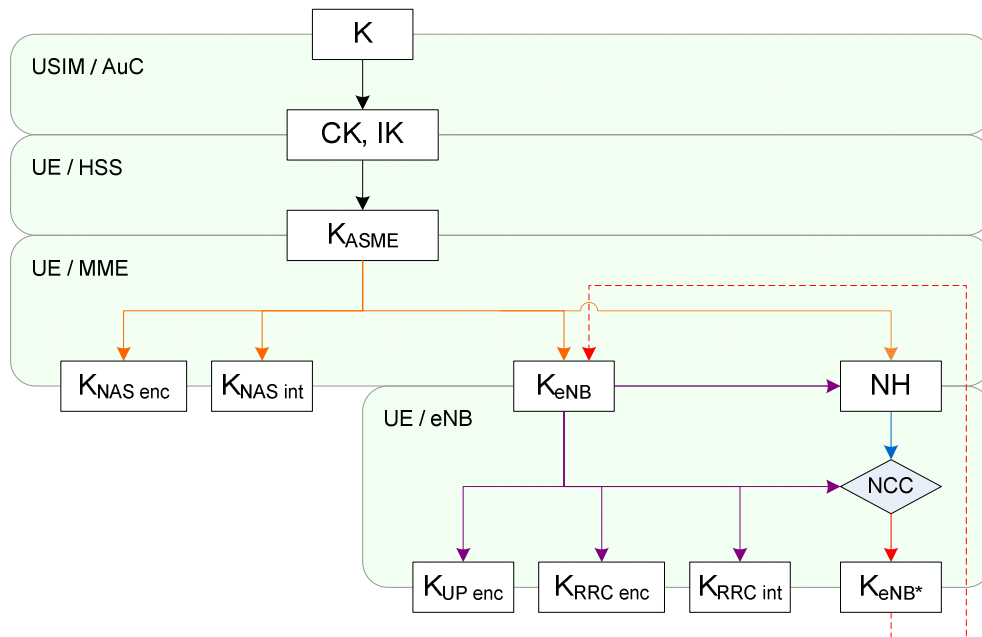 K
USIM / AuC
CK, IK
UE / HSS
KASME
UE / MME
KNAS enc
KNAS int
KeNB
NH
UE / eNB
NCC
KUP enc
KRRC enc
KRRC int
KeNB*